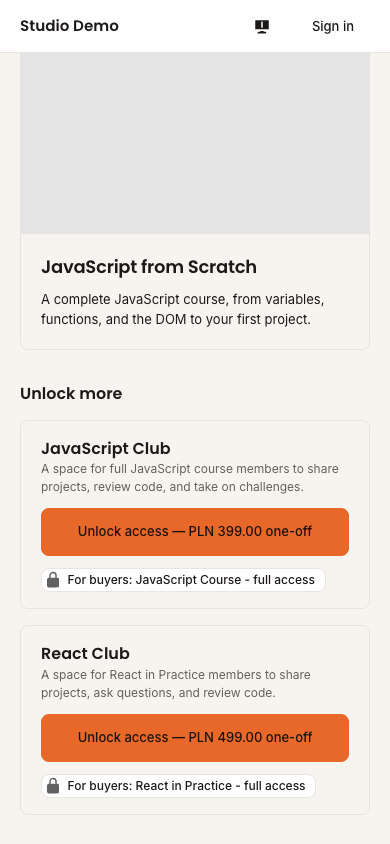 Studio Demo
Sign in
JavaScript from Scratch
A complete JavaScript course, from variables,
functions, and the DOM to your first project.
Unlock more
JavaScript Club
A space for full JavaScript course members to share
projects, review code, and take on challenges.
Unlock access — PLN 399.00 one-off
For buyers: JavaScript Course - full access
React Club
A space for React in Practice members to share
projects, ask questions, and review code.
Unlock access — PLN 499.00 one-off
For buyers: React in Practice - full access